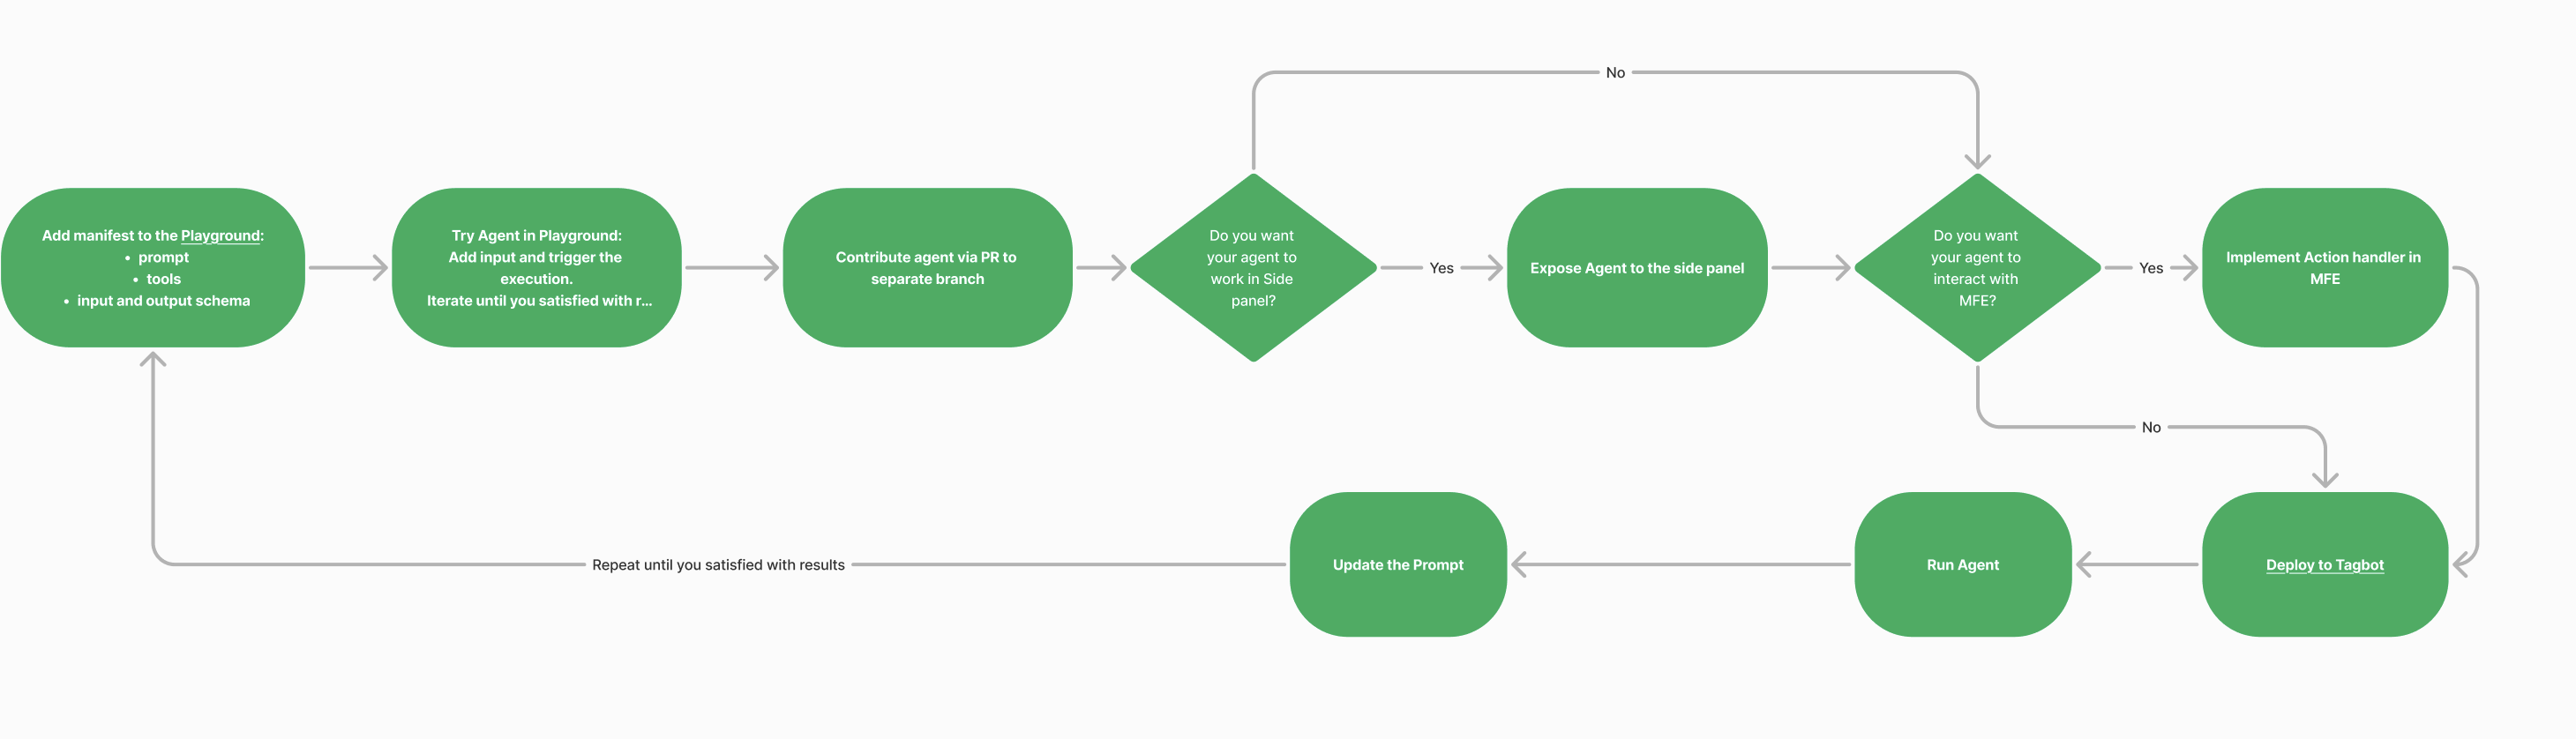 No
Add manifest to the Playground:
• prompt
• tools
• input and output schema
Try Agent in Playground:
Add input and trigger the
execution.
Iterate until you satisfied with r...
Contribute agent via PR to
separate branch
Do you want
your agent to
work in Side
panel?
Yes
Expose Agent to the side panel
Do you want
your agent to
interact with
MFE?
Yes
Implement Action handler in
MFE
No
Repeat until you satisfied with results
Update the Prompt
Run Agent
Deploy to Tagbot